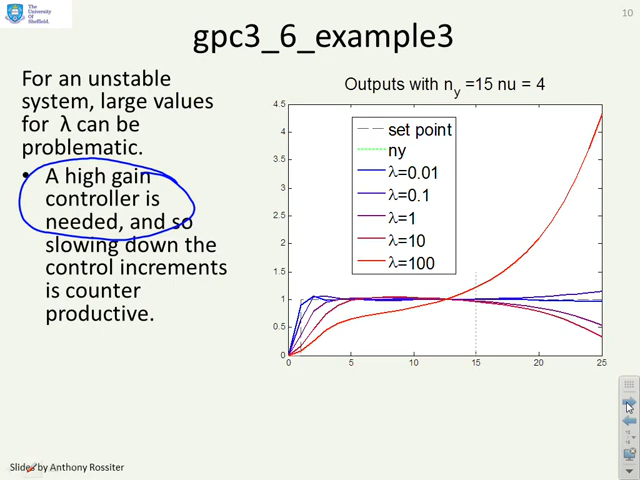 The
University
Of
Sheffield.
10
gpc3_6_example3
For an unstable
system, large values
for λ can be
problematic.
• A high gain
controller is
needed, and so
slowing down the
control increments
is counter
productive.
Outputs with n_y =15 nu = 4
4.5
4
3.5
3
2.5
2
1.5
1
0.5
0
set point
ny
λ=0.01
λ=0.1
λ=1
λ=10
λ=100
0 5 10 15 20 25
Slides by Anthony Rossiter